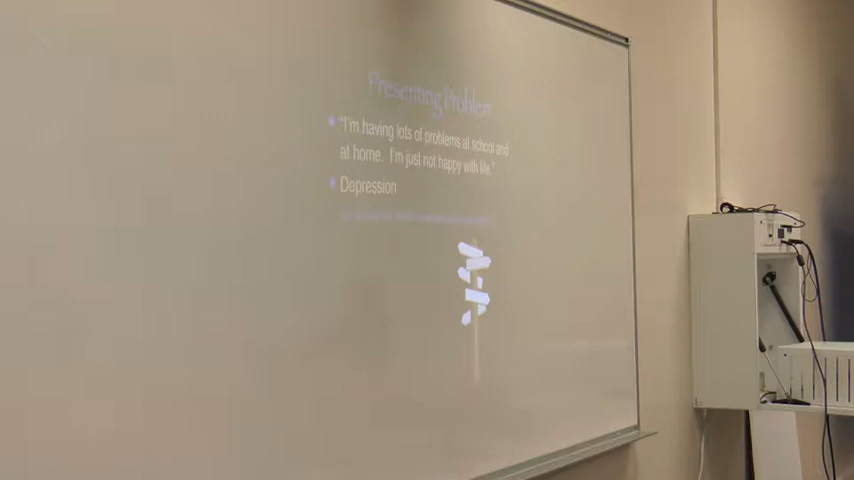 Presenting Problem
"I'm having lots of problems at school and
at home. I'm just not happy with life."
Depression